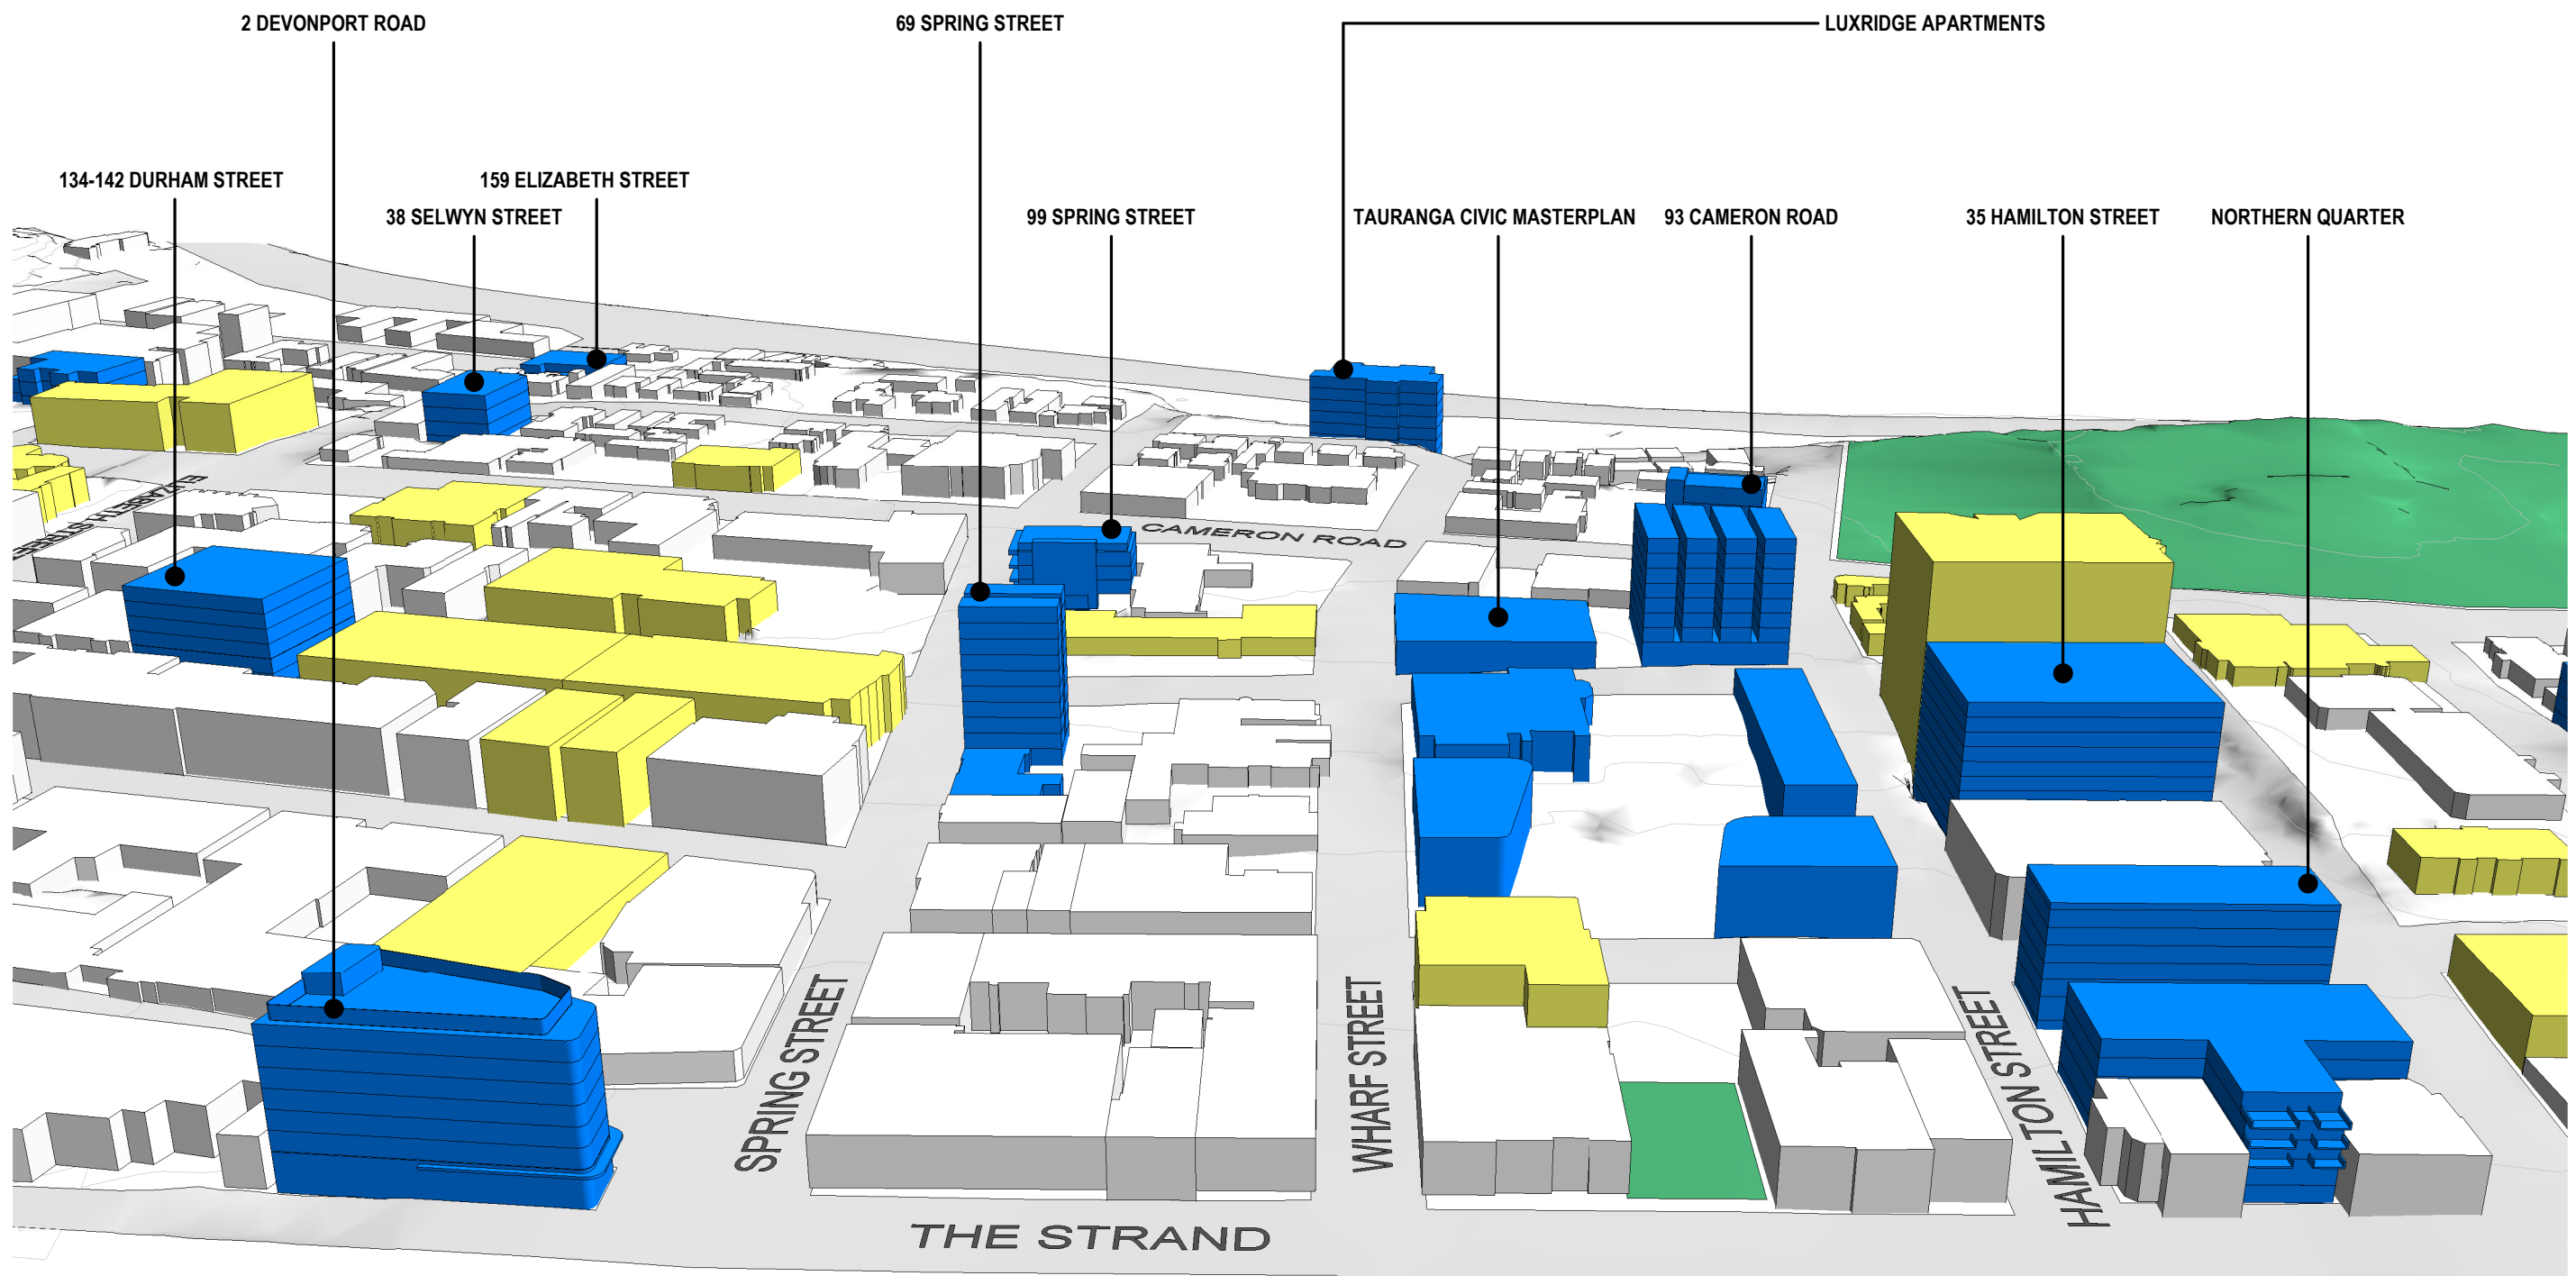 2 DEVONPORT ROAD
69 SPRING STREET
LUXRIDGE APARTMENTS
134-142 DURHAM STREET
159 ELIZABETH STREET
38 SELWYN STREET
99 SPRING STREET
TAURANGA CIVIC MASTERPLAN
93 CAMERON ROAD
35 HAMILTON STREET
NORTHERN QUARTER
ELIZABETH STREET
CAMERON ROAD
SPRING STREET
WHARF STREET
HAMILTON STREET
THE STRAND